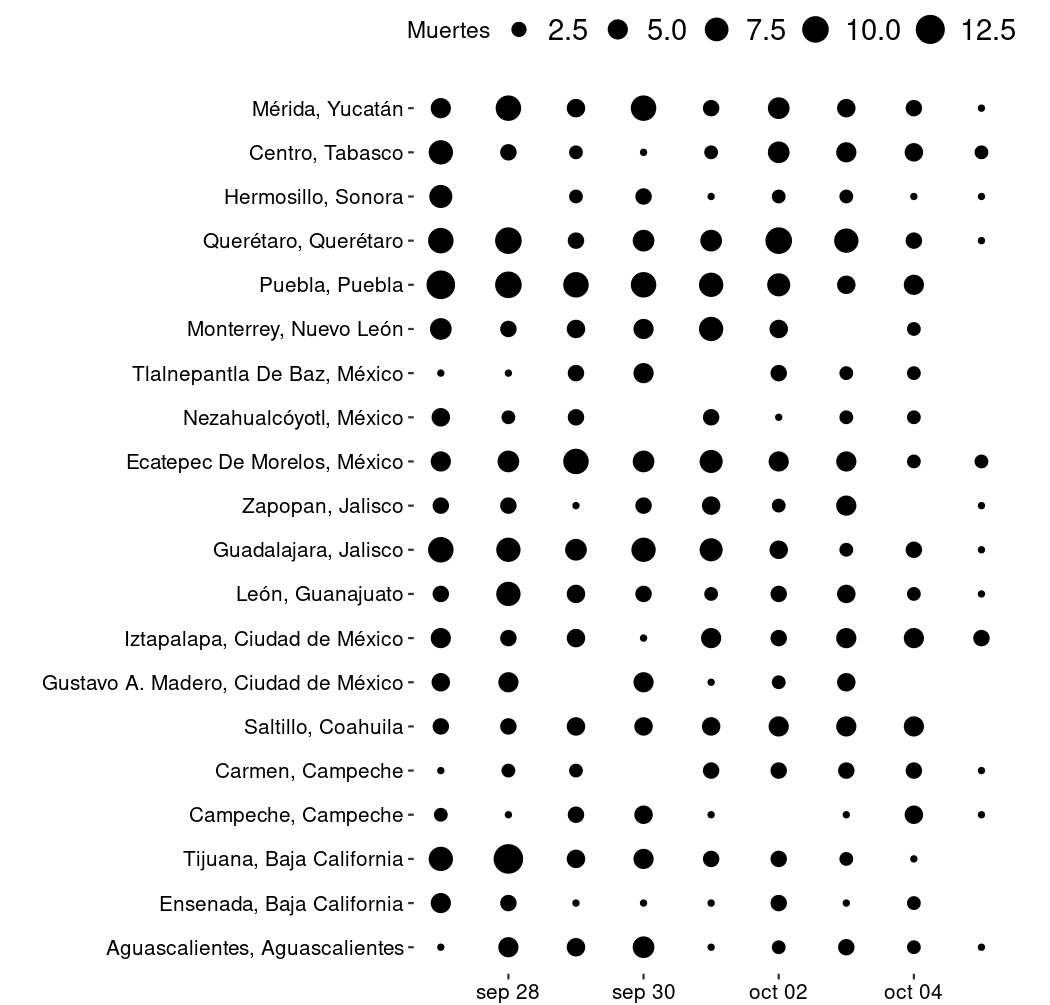 Muertes 2.5 5.0 7.5 10.0 12.5
Mérida, Yucatán
Centro, Tabasco
Hermosillo, Sonora
Querétaro, Querétaro
Puebla, Puebla
Monterrey, Nuevo León
Tlalnepantla De Baz, México
Nezahualcóyotl, México
Ecatepec De Morelos, México
Zapopan, Jalisco
Guadalajara, Jalisco
León, Guanajuato
Iztapalapa, Ciudad de México
Gustavo A. Madero, Ciudad de México
Saltillo, Coahuila
Carmen, Campeche
Campeche, Campeche
Tijuana, Baja California
Ensenada, Baja California
Aguascalientes, Aguascalientes
sep 28 sep 30 oct 02 oct 04